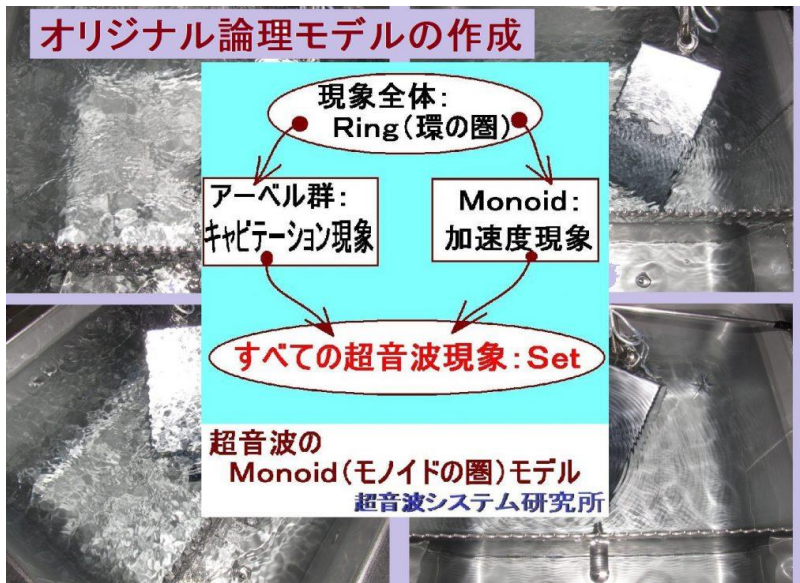 オリジナル論理モデルの作成
現象全体：
Ring（環の圏）
アーベル群：
キャビテーション現象
Monoid：
加速度現象
すべての超音波現象：Set
超音波の
Monoid（モノイドの圏）モデル
超音波システム研究所